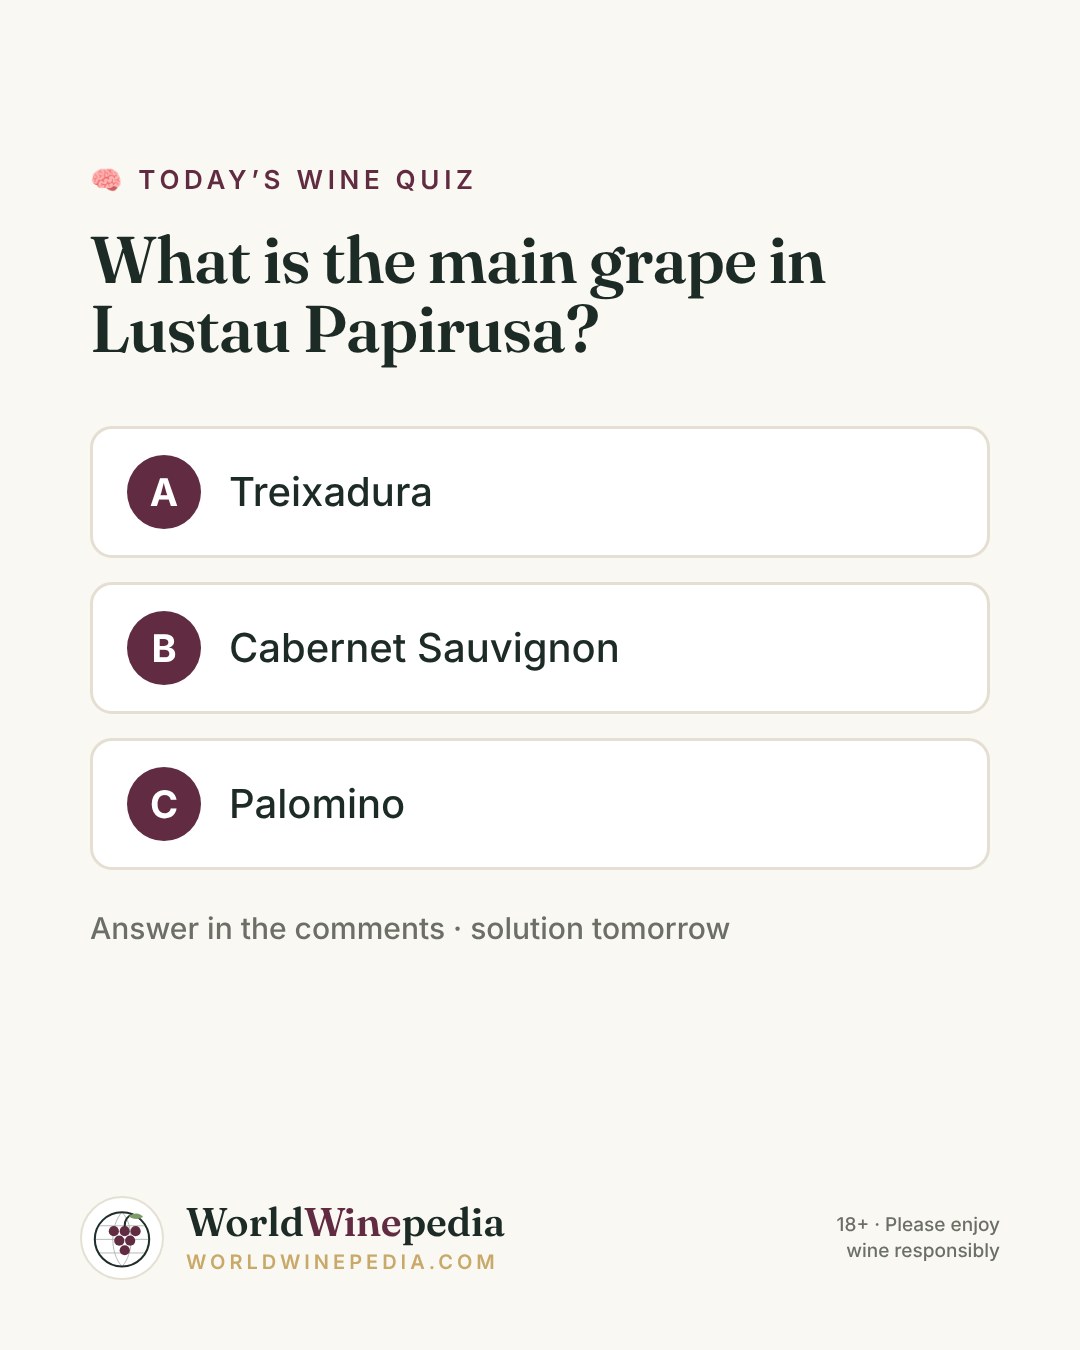 🧠 TODAY’S WINE QUIZ
What is the main grape in
Lustau Papirusa?
A Treixadura
B Cabernet Sauvignon
C Palomino
Answer in the comments · solution tomorrow
WorldWinepedia
WORLDWINEPEDIA.COM
18+ · Please enjoy
wine responsibly